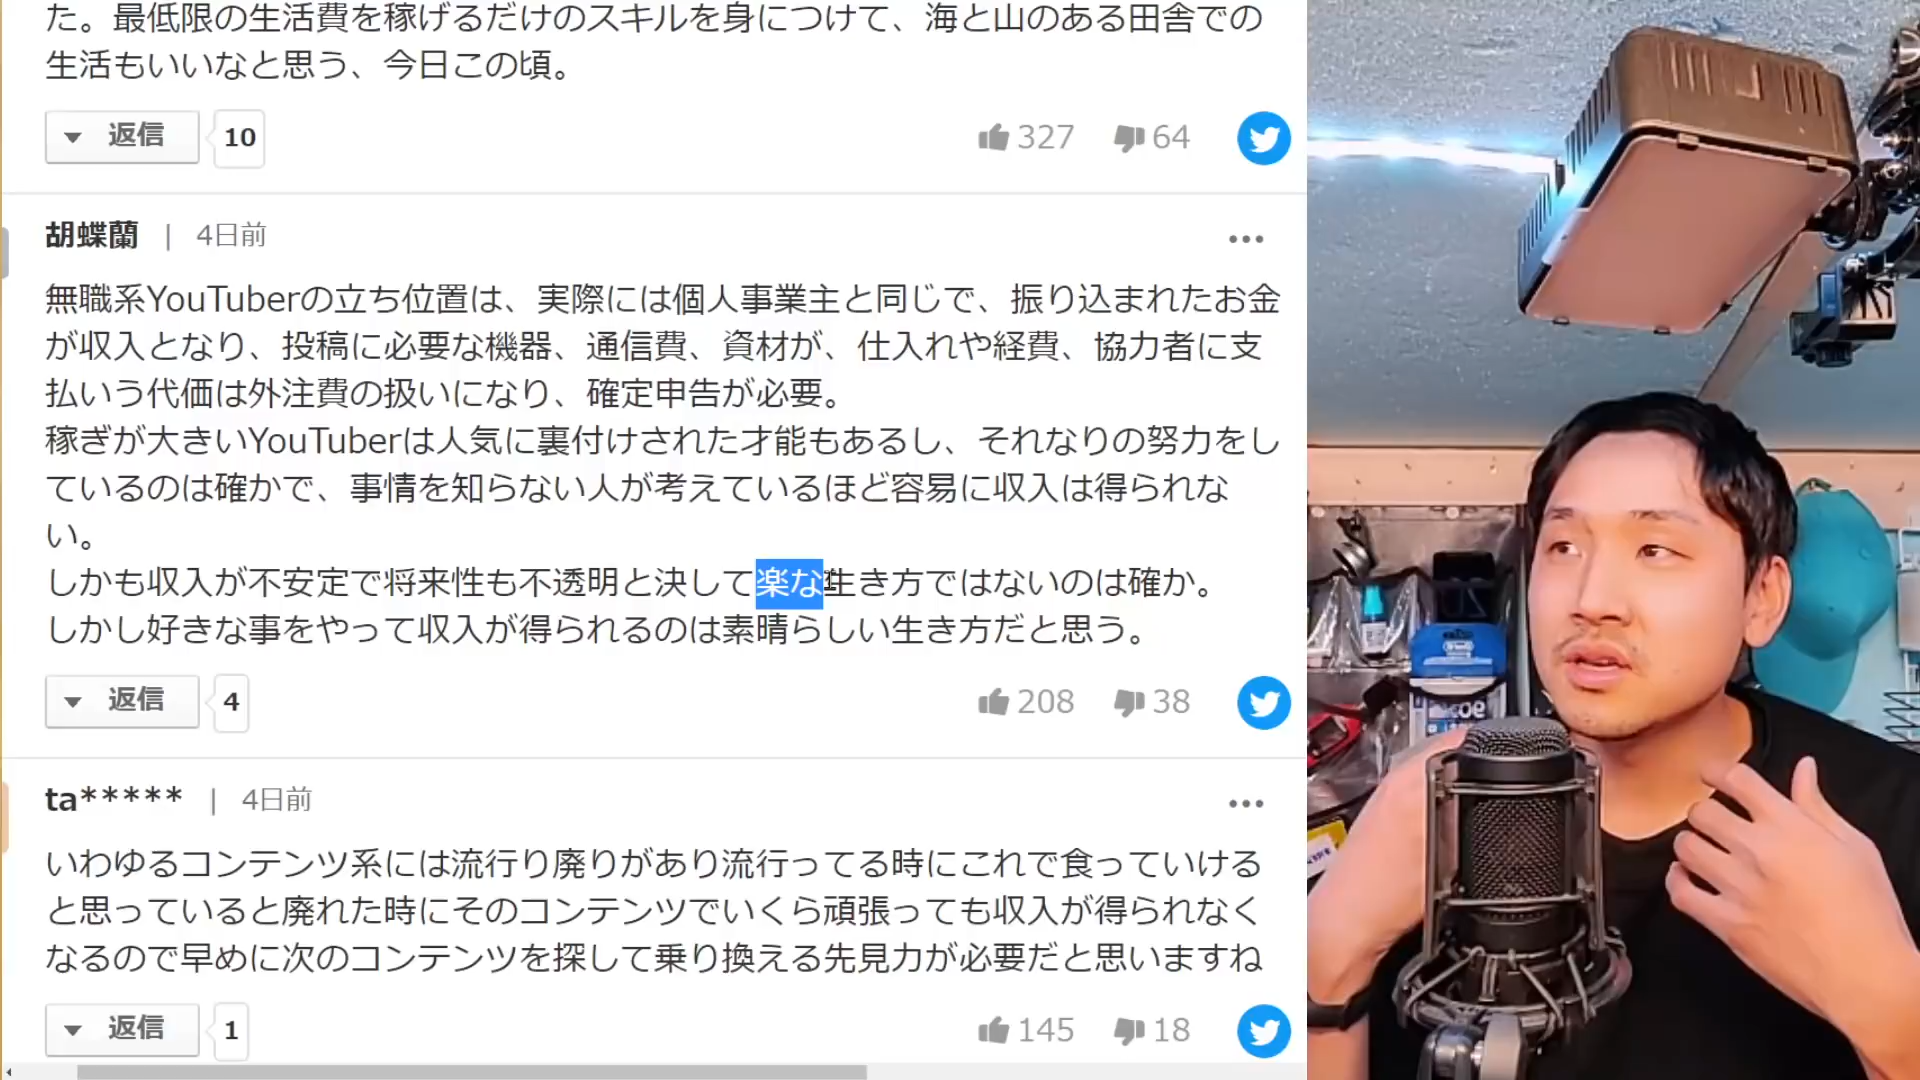 た。最低限の生活費を稼げるだけのスキルを身につけて、海と山のある田舎での
生活もいいなと思う、今日この頃。
返信 10 327 64
胡蝶蘭 | 4日前
無職系YouTuberの立ち位置は、実際には個人事業主と同じで、振り込まれたお金
が収入となり、投稿に必要な機器、通信費、資材が、仕入れや経費、協力者に支
払いう代価は外注費の扱いになり、確定申告が必要。
稼ぎが大きいYouTuberは人気に裏付けされた才能もあるし、それなりの努力をし
ているのは確かで、事情を知らない人が考えているほど容易に収入は得られな
い。
しかも収入が不安定で将来性も不透明と決して楽な生き方ではないのは確か。
しかし好きな事をやって収入が得られるのは素晴らしい生き方だと思う。
返信 4 208 38
ta***** | 4日前
いわゆるコンテンツ系には流行り廃りがあり流行ってる時にこれで食っていける
と思っていると廃れた時にそのコンテンツでいくら頑張っても収入が得られなく
なるので早めに次のコンテンツを探して乗り換える先見力が必要だと思いますね
返信 1 145 18